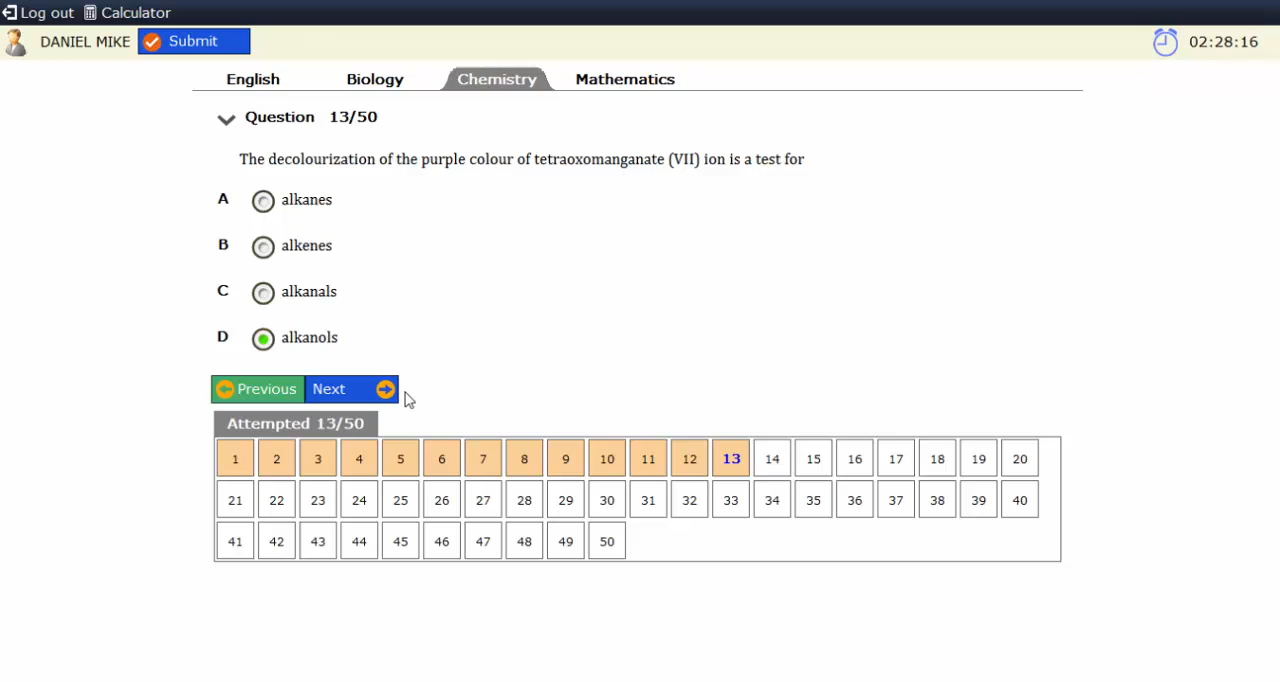 Log out Calculator
DANIEL MIKE Submit 02:28:16
English Biology Chemistry Mathematics
Question 13/50
The decolourization of the purple colour of tetraoxomanganate (VII) ion is a test for
A alkanes
B alkenes
C alkanals
D alkanols
Previous Next
Attempted 13/50
1 2 3 4 5 6 7 8 9 10 11 12 13 14 15 16 17 18 19 20
21 22 23 24 25 26 27 28 29 30 31 32 33 34 35 36 37 38 39 40
41 42 43 44 45 46 47 48 49 50